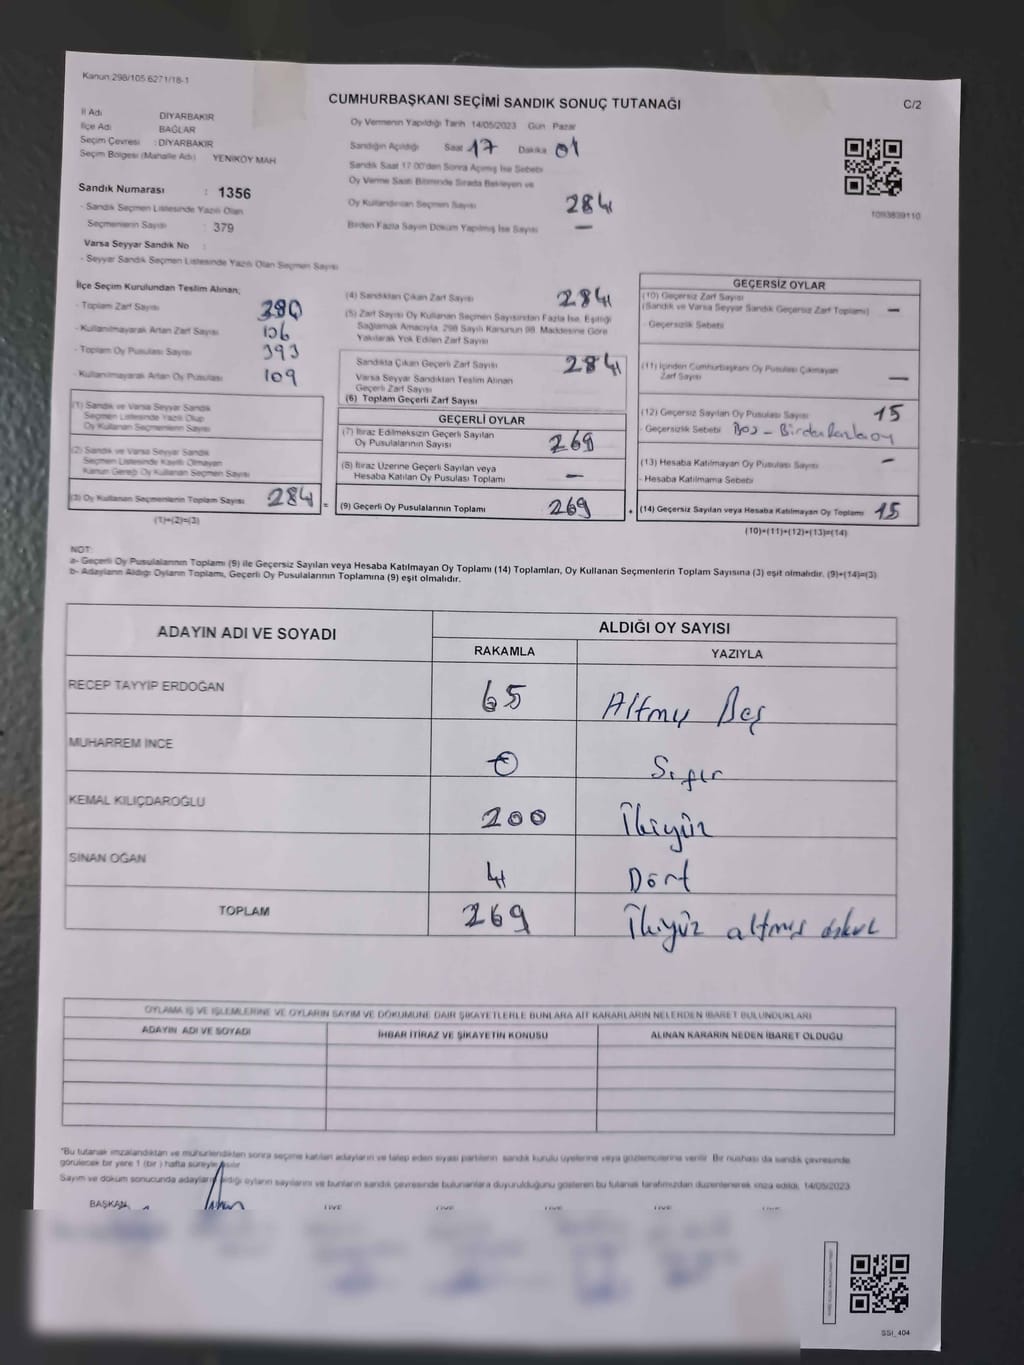 Kanun:298/105 6271/18-1
CUMHURBAŞKANI SEÇİMİ SANDIK SONUÇ TUTANAĞI
C/2
İl Adı DİYARBAKIR
İlçe Adı BAĞLAR
Seçim Çevresi : DİYARBAKIR
Seçim Bölgesi (Mahalle Adı) YENİKÖY MAH
Sandık Numarası : 1356
- Sandık Seçmen Listesinde Yazılı Olan
Seçmenlerin Sayısı : 379
Varsa Seyyar Sandık No :
- Seyyar Sandık Seçmen Listesinde Yazılı Olan Seçmen Sayısı
Oy Vermenin Yapıldığı Tarih 14/05/2023 Gün Pazar
Sandığın Açıldığı Saat 17 Dakika 01
Sandık Saat 17.00'den Sonra Açılmış İse Sebebi
Oy Verme Saati Bitiminde Sırada Bekleyen ve
Oy Kullandırılan Seçmen Sayısı 284
Birden Fazla Sayım Döküm Yapılmış İse Sayısı —
1093839110
İlçe Seçim Kurulundan Teslim Alınan;
- Toplam Zarf Sayısı 390
- Kullanılmayarak Artan Zarf Sayısı 106
- Toplam Oy Pusulası Sayısı 393
- Kullanılmayarak Artan Oy Pusulası 109
(1) Sandık ve Varsa Seyyar Sandık
Seçmen Listesinde Yazılı Olup
Oy Kullanan Seçmenlerin Sayısı
(2) Sandık ve Varsa Seyyar Sandık
Seçmen Listesinde Kayıtlı Olmayan
Kanun Gereği Oy Kullanan Seçmen Sayısı
(3) Oy Kullanan Seçmenlerin Toplam Sayısı 284 =
(1)+(2)=(3)
(4) Sandıktan Çıkan Zarf Sayısı 284
(5) Zarf Sayısı Oy Kullanan Seçmen Sayısından Fazla İse, Eşitliği
Sağlamak Amacıyla, 298 Sayılı Kanunun 98. Maddesine Göre
Yakılarak Yok Edilen Zarf Sayısı
Sandıkta Çıkan Geçerli Zarf Sayısı 284
Varsa Seyyar Sandıktan Teslim Alınan
Geçerli Zarf Sayısı
(6) Toplam Geçerli Zarf Sayısı
GEÇERLİ OYLAR
(7) İtiraz Edilmeksizin Geçerli Sayılan
Oy Pusulalarının Sayısı 269
(8) İtiraz Üzerine Geçerli Sayılan veya
Hesaba Katılan Oy Pusulası Toplamı —
(9) Geçerli Oy Pusulalarının Toplamı 269 +
GEÇERSİZ OYLAR
(10) Geçersiz Zarf Sayısı
(Sandık ve Varsa Seyyar Sandık Geçersiz Zarf Toplamı) —
- Geçersizlik Sebebi
(11) İçinden Cumhurbaşkanı Oy Pusulası Çıkmayan
Zarf Sayısı —
(12) Geçersiz Sayılan Oy Pusulası Sayısı 15
- Geçersizlik Sebebi Boş - Birden fazla oy
(13) Hesaba Katılmayan Oy Pusulası Sayısı —
- Hesaba Katılmama Sebebi
(14) Geçersiz Sayılan veya Hesaba Katılmayan Oy Toplamı 15
(10)+(11)+(12)+(13)=(14)
NOT:
a- Geçerli Oy Pusulalarının Toplamı (9) ile Geçersiz Sayılan veya Hesaba Katılmayan Oy Toplamı (14) Toplamları, Oy Kullanan Seçmenlerin Toplam Sayısına (3) eşit olmalıdır. (9)+(14)=(3)
b- Adayların Aldığı Oyların Toplamı, Geçerli Oy Pusulalarının Toplamına (9) eşit olmalıdır.
ADAYIN ADI VE SOYADI
ALDIĞI OY SAYISI
RAKAMLA YAZIYLA
RECEP TAYYİP ERDOĞAN 65 Altmış Beş
MUHARREM İNCE 0 Sıfır
KEMAL KILIÇDAROĞLU 200 İkiyüz
SİNAN OĞAN 4 Dört
TOPLAM 269 İkiyüz altmış dokuz
OYLAMA İŞ VE İŞLEMLERİNE VE OYLARIN SAYIM VE DÖKÜMÜNE DAİR ŞİKAYETLERLE BUNLARA AİT KARARLARIN NELERDEN İBARET BULUNDUKLARI
ADAYIN ADI VE SOYADI İHBAR İTİRAZ VE ŞİKAYETİN KONUSU ALINAN KARARIN NEDEN İBARET OLDUĞU
*Bu tutanak imzalandıktan ve mühürlendikten sonra seçime katılan adayların ve talep eden siyasi partilerin sandık kurulu üyelerine veya gözlemcilerine verilir. Bir nüshası da sandık çevresinde
görülecek bir yere 1 (bir) hafta süreyle asılır.
Sayım ve döküm sonucunda adayların aldığı oyların sayılarını ve bunların sandık çevresinde bulunanlara duyurulduğunu gösteren bu tutanak tarafımızdan düzenlenerek imza edildi. 14/05/2023
BAŞKAN
SSI_404